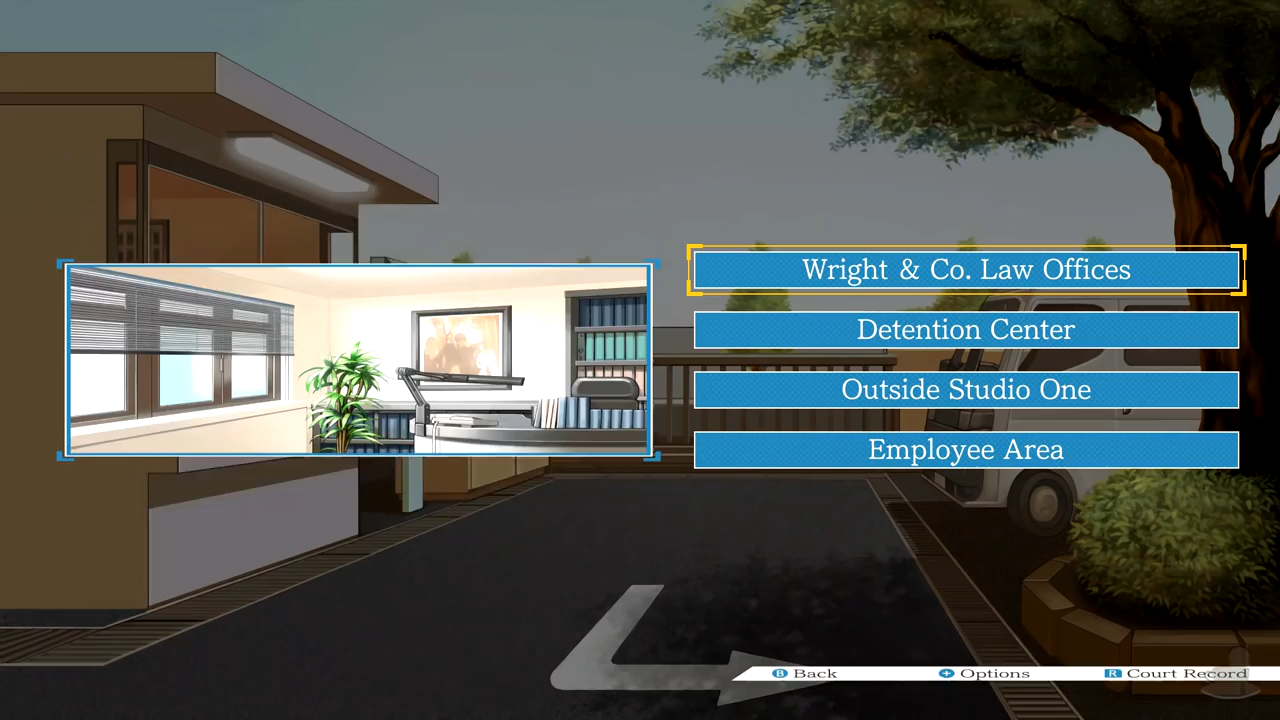 Wright & Co. Law Offices
Detention Center
Outside Studio One
Employee Area
B Back + Options R Court Record